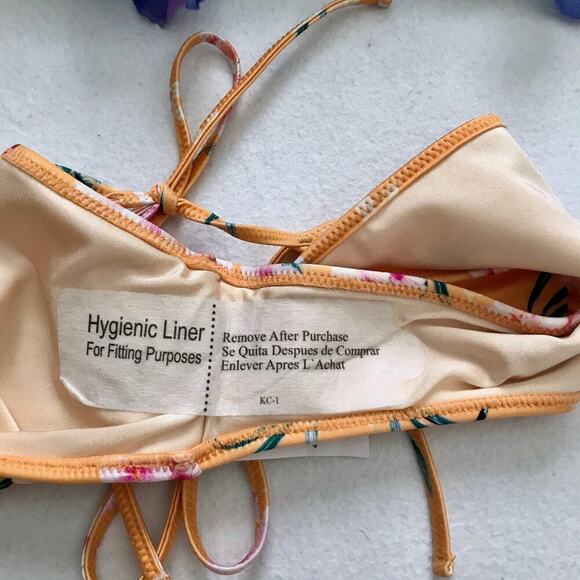 Hygienic Liner
For Fitting Purposes
Remove After Purchase
Se Quita Despues de Comprar
Enlever Apres L`Achat
KC-1